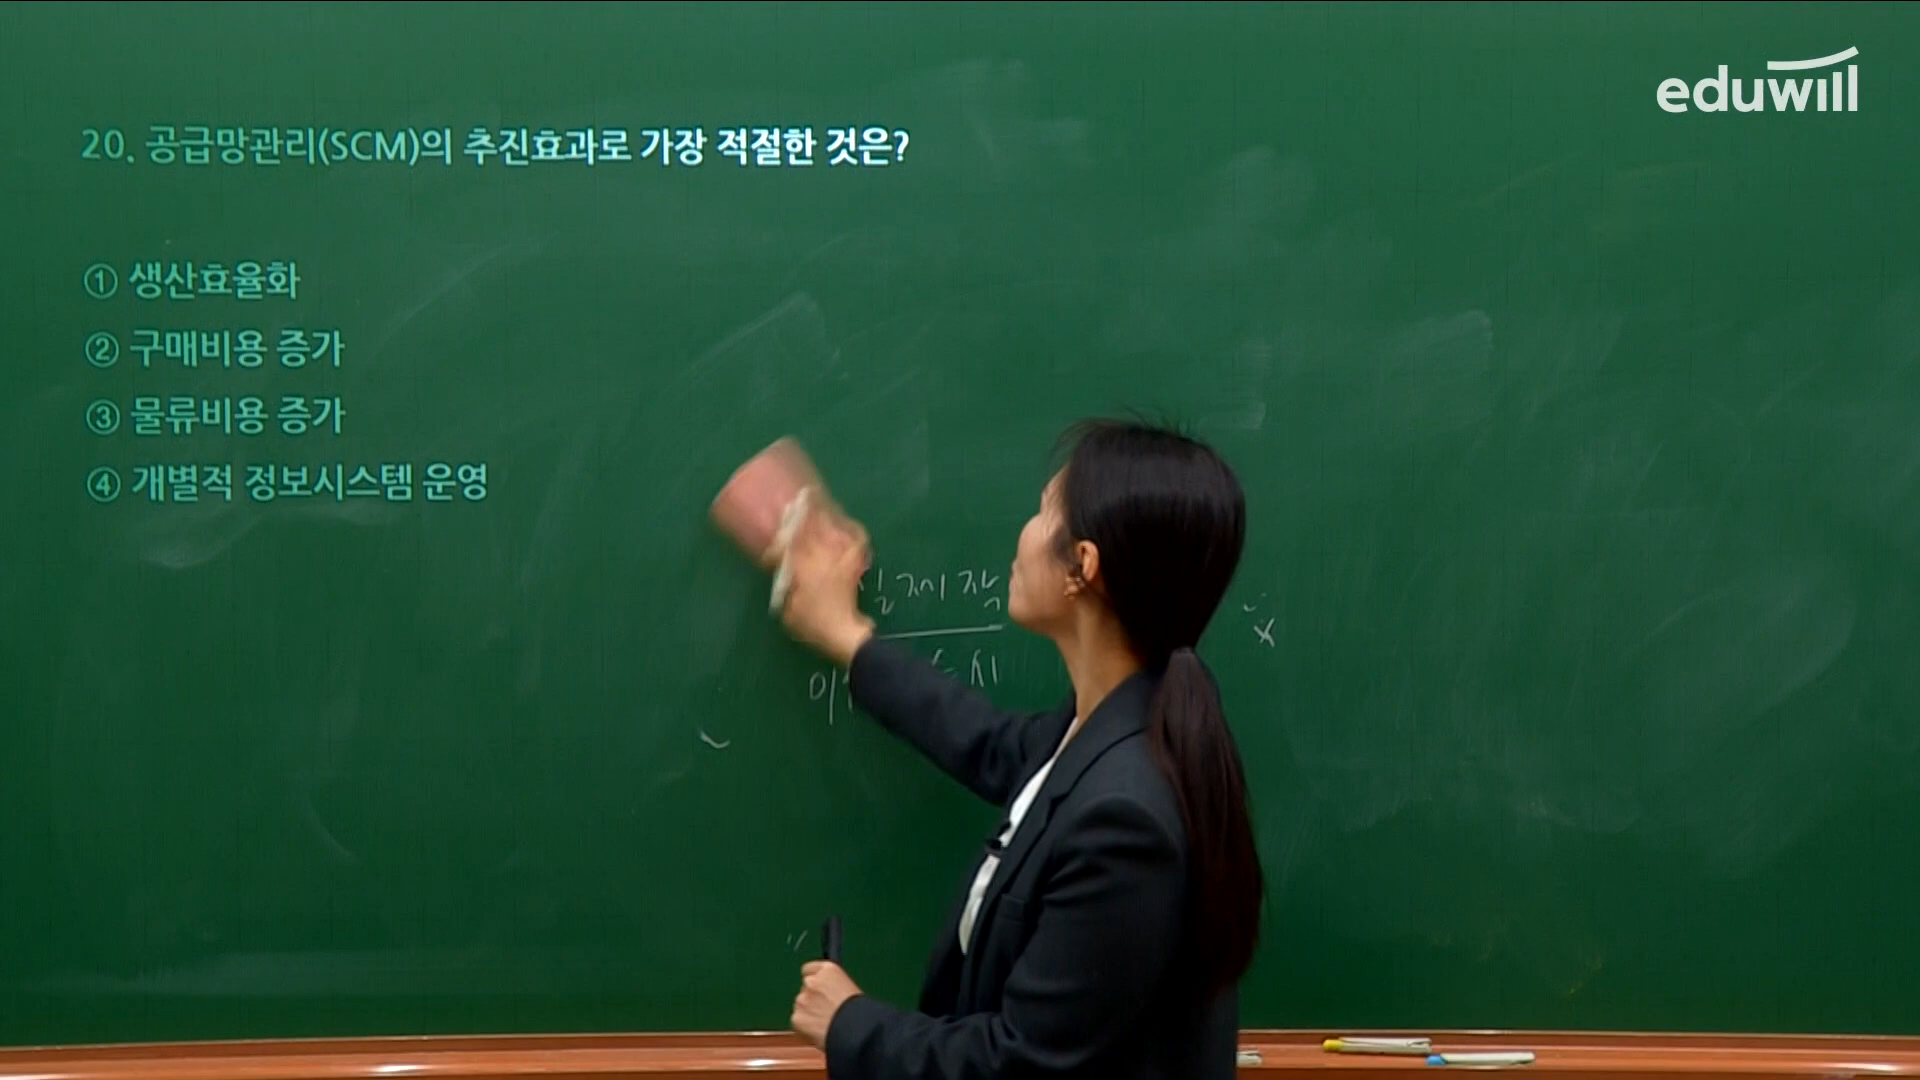 eduwill
20. 공급망관리(SCM)의 추진효과로 가장 적절한 것은?
① 생산효율화
② 구매비용 증가
③ 물류비용 증가
④ 개별적 정보시스템 운영